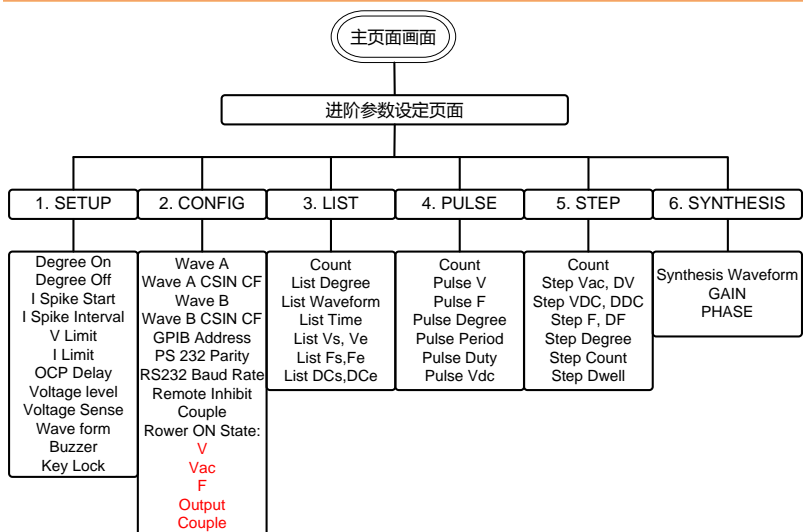 主页面画面
进阶参数设定页面
1. SETUP
2. CONFIG
3. LIST
4. PULSE
5. STEP
6. SYNTHESIS
Degree On
Degree Off
I Spike Start
I Spike Interval
V Limit
I Limit
OCP Delay
Voltage level
Voltage Sense
Wave form
Buzzer
Key Lock
Wave A
Wave A CSIN CF
Wave B
Wave B CSIN CF
GPIB Address
PS 232 Parity
RS232 Baud Rate
Remote Inhibit
Couple
Rower ON State:
V
Vac
F
Output
Couple
Count
List Degree
List Waveform
List Time
List Vs, Ve
List Fs,Fe
List DCs,DCe
Count
Pulse V
Pulse F
Pulse Degree
Pulse Period
Pulse Duty
Pulse Vdc
Count
Step Vac, DV
Step VDC, DDC
Step F, DF
Step Degree
Step Count
Step Dwell
Synthesis Waveform
GAIN
PHASE